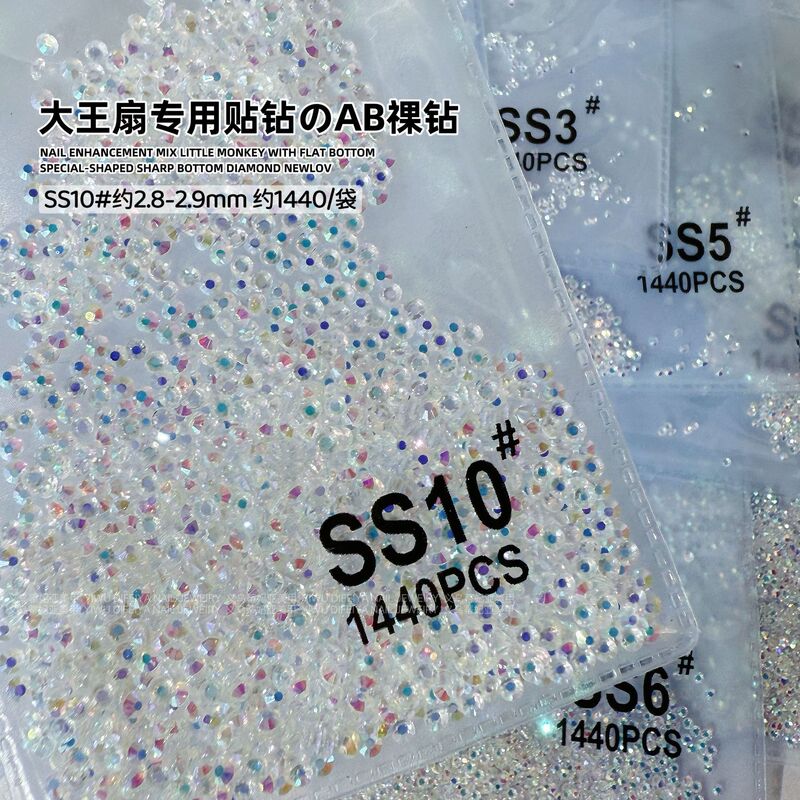 大王扇专用贴钻のAB裸钻
NAIL ENHANCEMENT MIX LITTLE MONKEY WITH FLAT BOTTOM
SPECIAL-SHAPED SHARP BOTTOM DIAMOND NEWLOV
SS10#约2.8-2.9mm 约1440/袋
SS3#
0PCS
SS5#
1440PCS
SS10#
1440PCS
SS6#
1440PCS